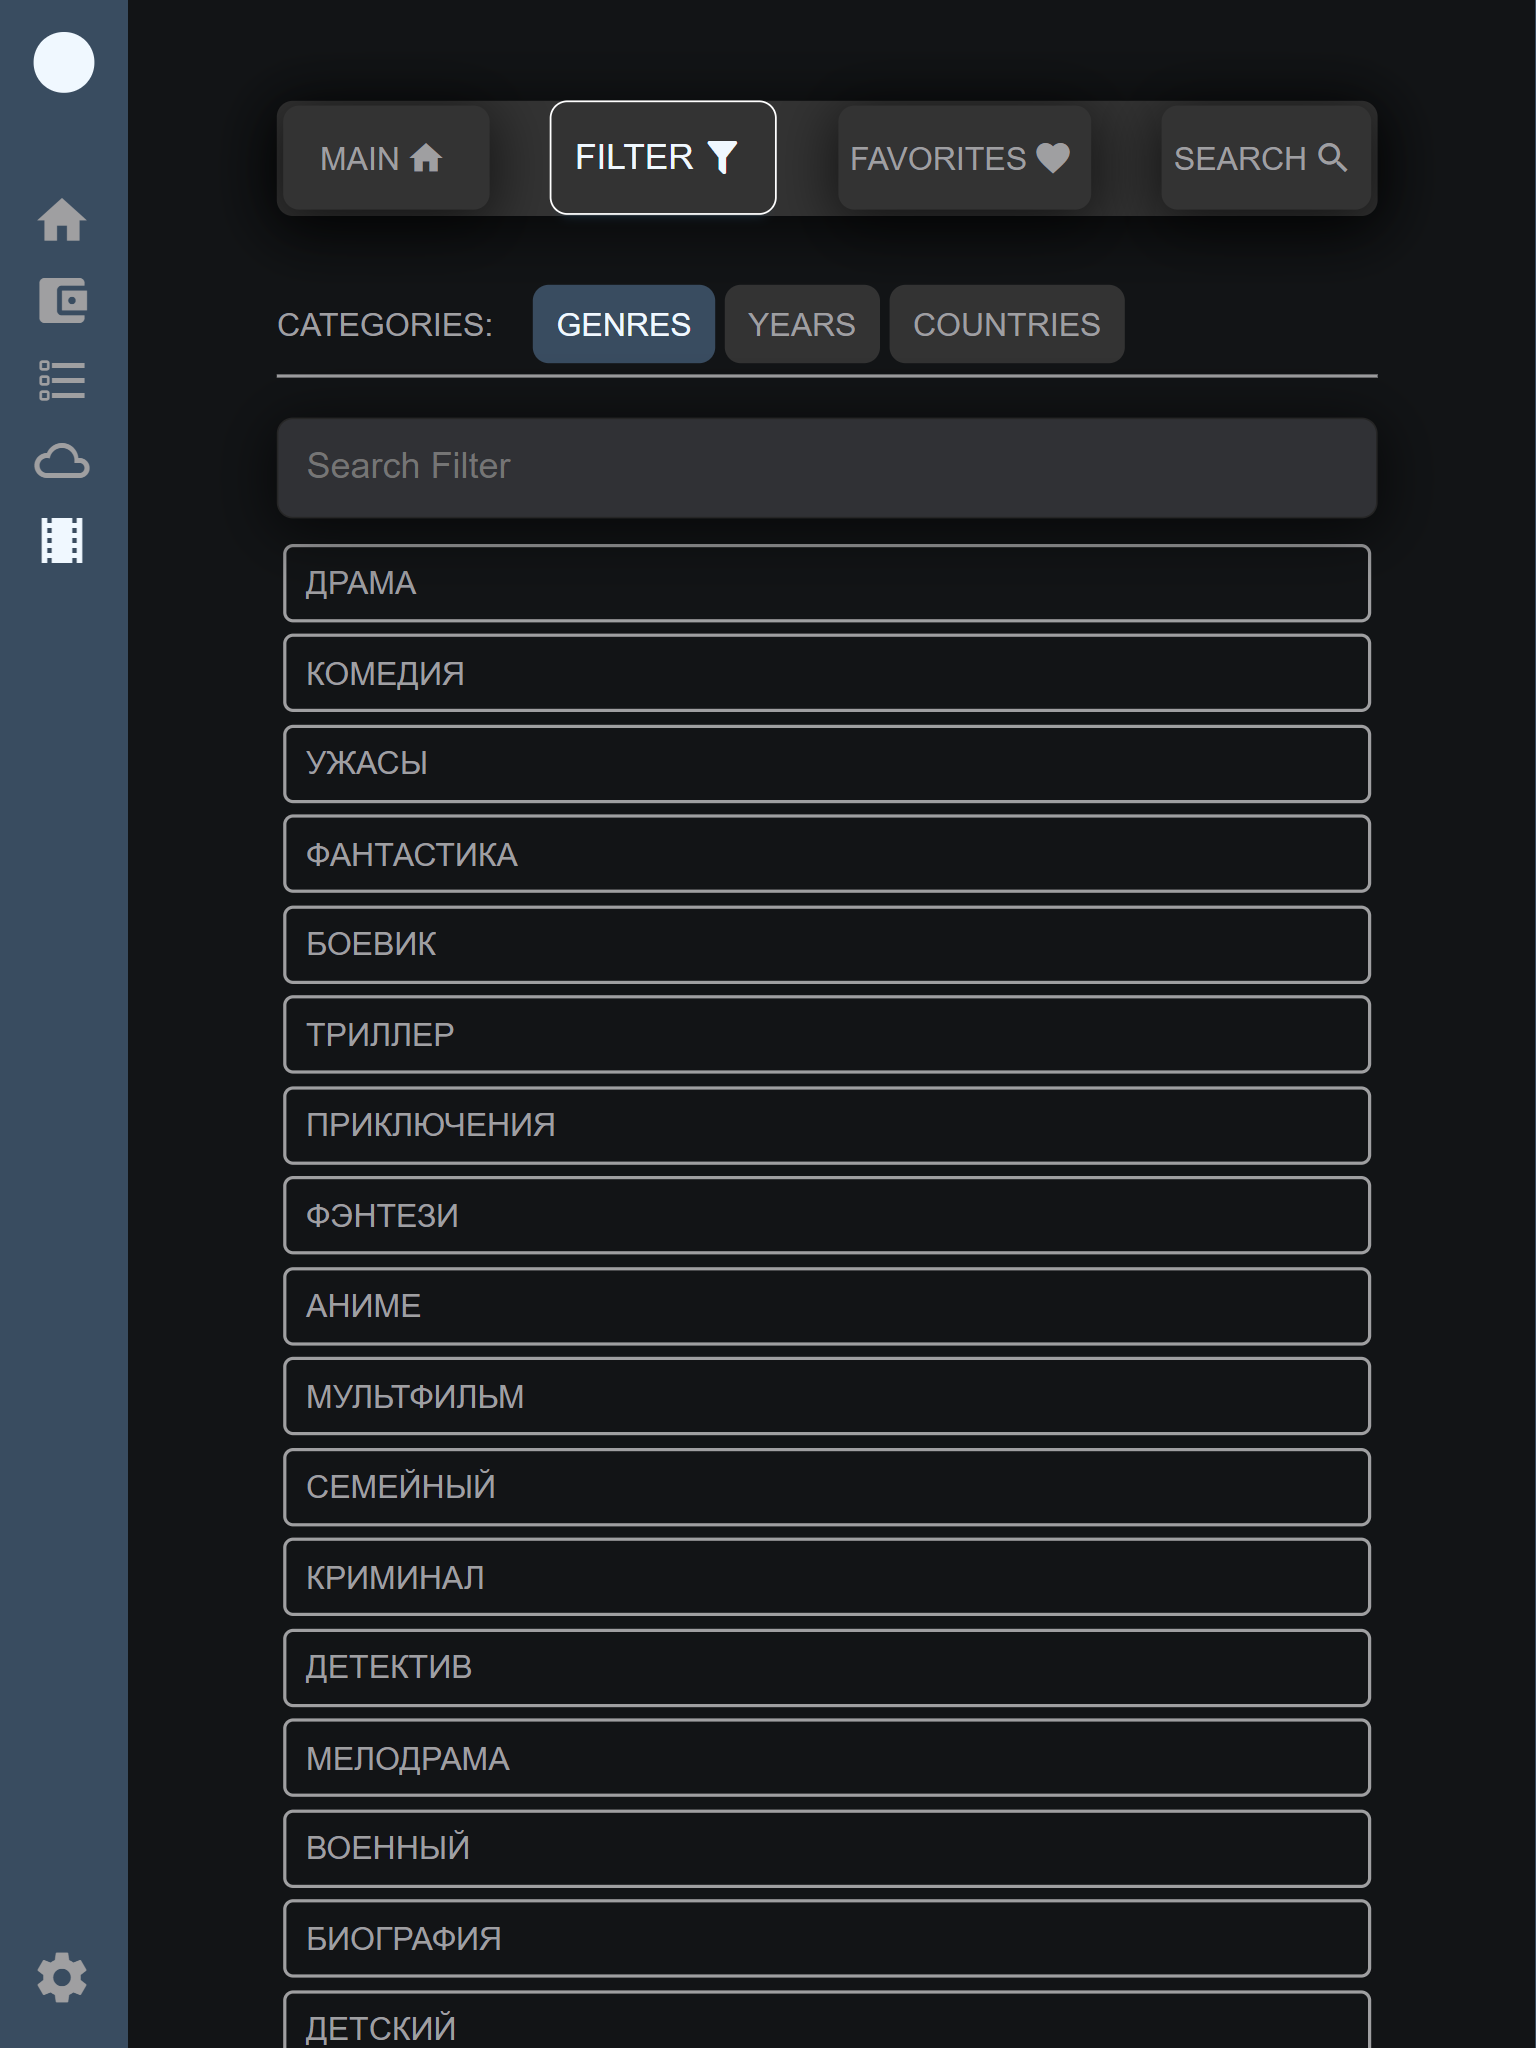 MAIN
FILTER
FAVORITES
SEARCH
CATEGORIES:
GENRES
YEARS
COUNTRIES
Search Filter
ДРАМА
КОМЕДИЯ
УЖАСЫ
ФАНТАСТИКА
БОЕВИК
ТРИЛЛЕР
ПРИКЛЮЧЕНИЯ
ФЭНТЕЗИ
АНИМЕ
МУЛЬТФИЛЬМ
СЕМЕЙНЫЙ
КРИМИНАЛ
ДЕТЕКТИВ
МЕЛОДРАМА
ВОЕННЫЙ
БИОГРАФИЯ
ДЕТСКИЙ